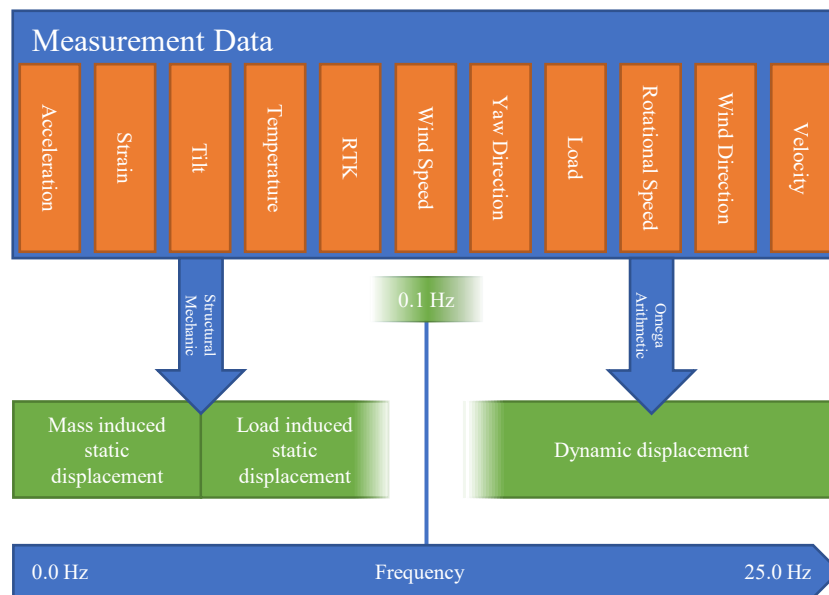 Measurement Data
Acceleration
Strain
Tilt
Temperature
RTK
Wind Speed
Yaw Direction
Load
Rotational Speed
Wind Direction
Velocity
Structural
Mechanic
0.1 Hz
Omega
Arithmetic
Mass induced
static
displacement
Load induced
static
displacement
Dynamic displacement
0.0 Hz
Frequency
25.0 Hz